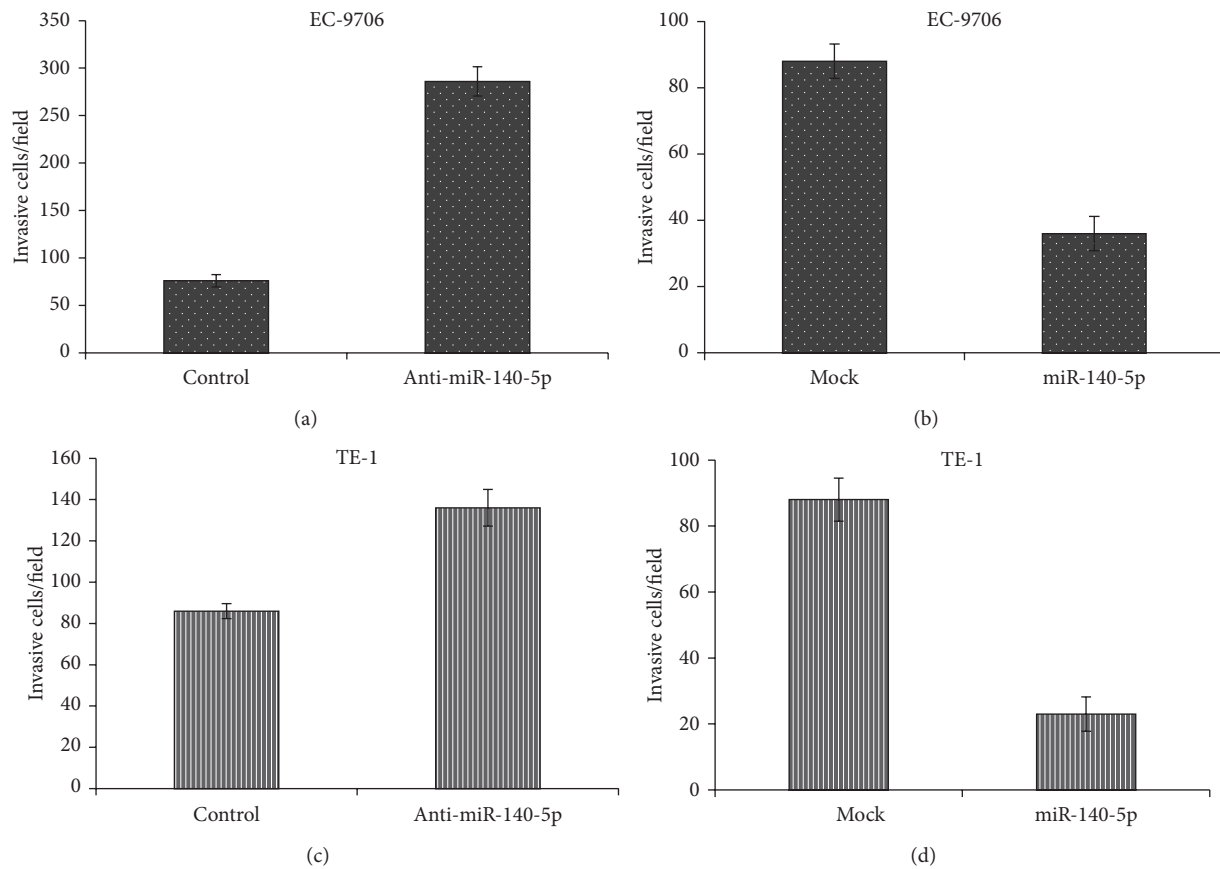 EC-9706
350
300
250
200
150
100
50
0
Invasive cells/field
Control
Anti-miR-140-5p
(a)
EC-9706
100
80
60
40
20
0
Invasive cells/field
Mock
miR-140-5p
(b)
TE-1
160
140
120
100
80
60
40
20
0
Invasive cells/field
Control
Anti-miR-140-5p
(c)
TE-1
100
80
60
40
20
0
Invasive cells/field
Mock
miR-140-5p
(d)